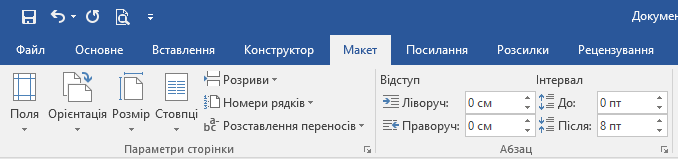 Докумен
Файл Основне Вставлення Конструктор Макет Посилання Розсилки Рецензування
Поля
Орієнтація
Розмір
Стовпці
Розриви
Номери рядків
a-
bc
Розставлення переносів
Параметри сторінки
Відступ
Ліворуч: 0 см
Праворуч: 0 см
Інтервал
До: 0 пт
Після: 8 пт
Абзац